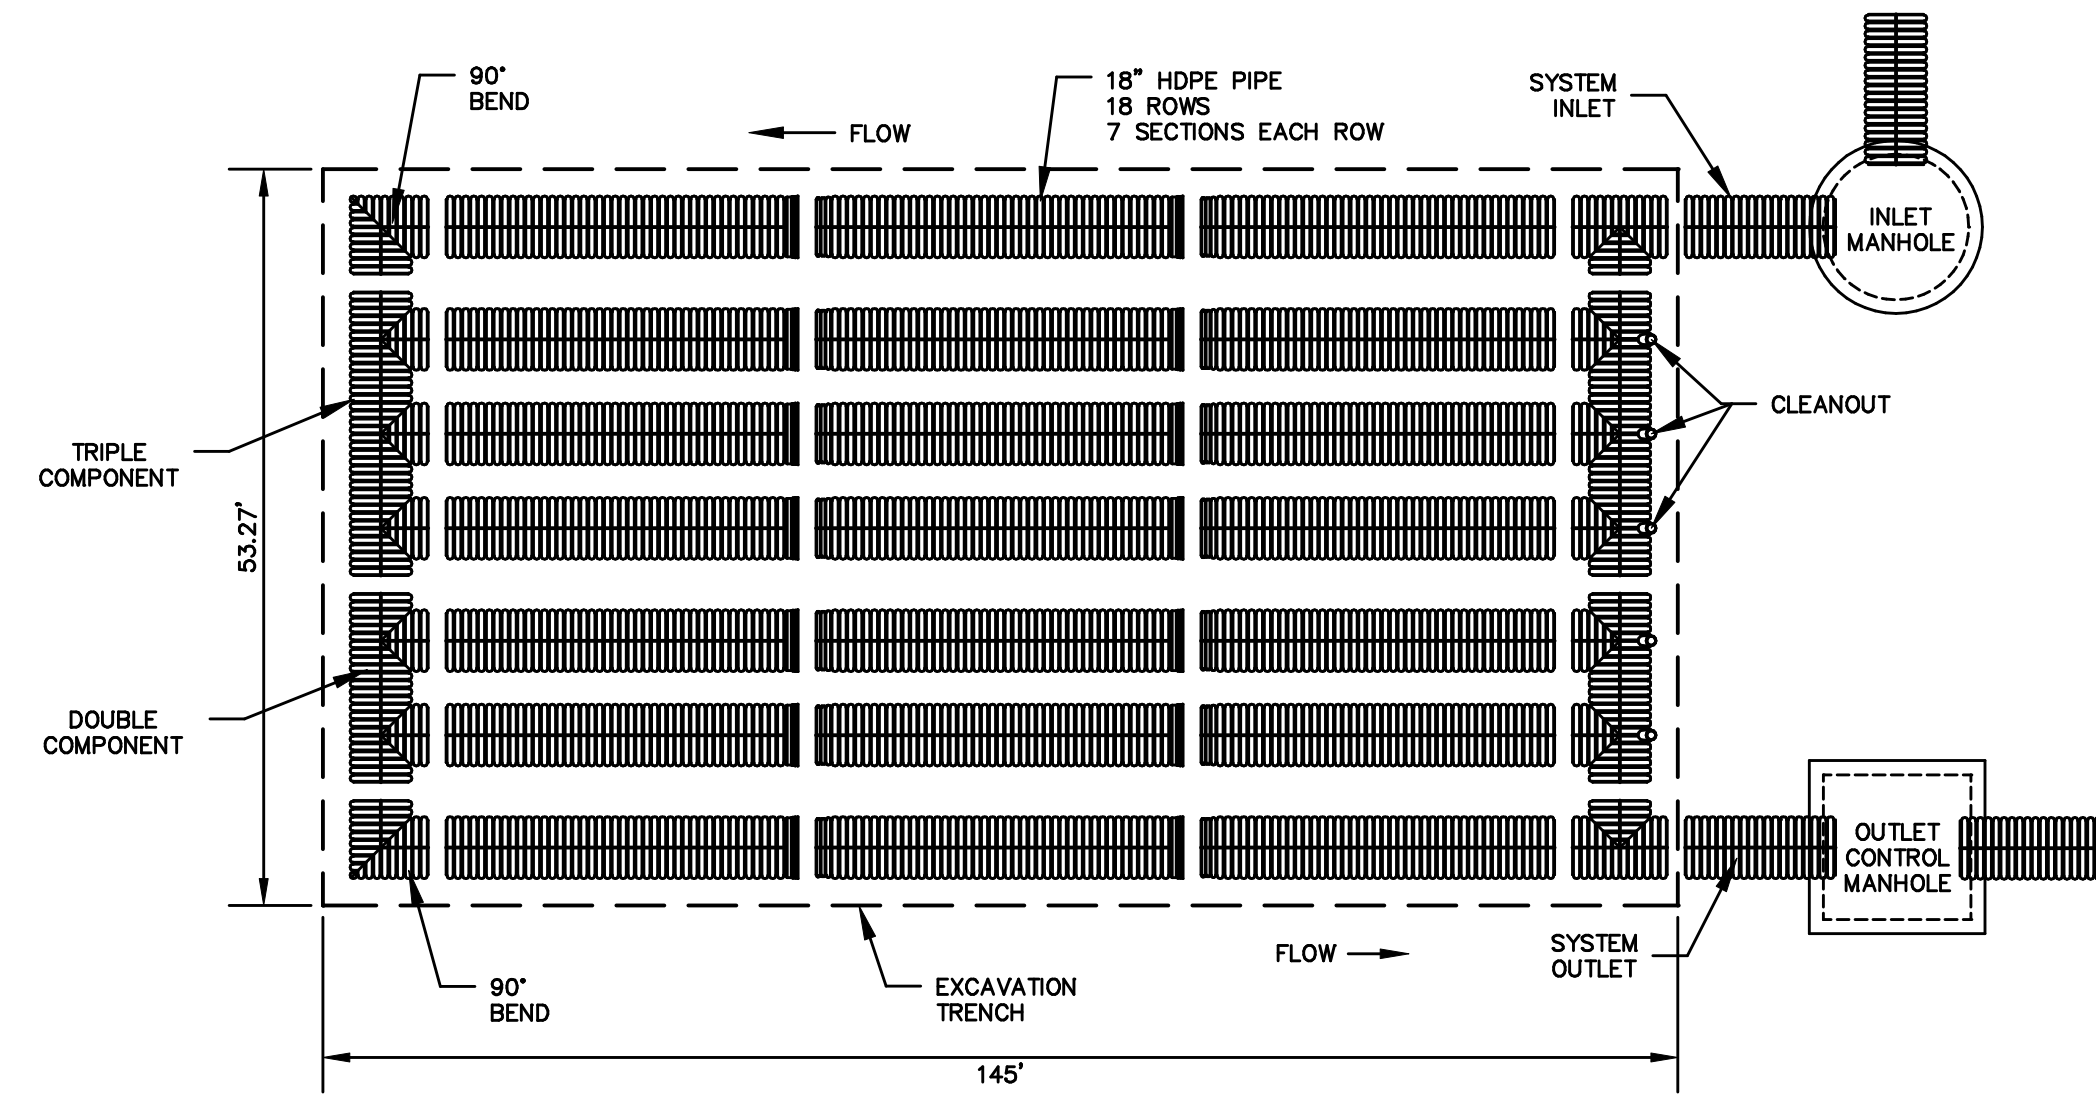 90°
BEND
FLOW
18" HDPE PIPE
18 ROWS
7 SECTIONS EACH ROW
SYSTEM
INLET
INLET
MANHOLE
CLEANOUT
TRIPLE
COMPONENT
53.27'
DOUBLE
COMPONENT
OUTLET
CONTROL
MANHOLE
FLOW
SYSTEM
OUTLET
90°
BEND
EXCAVATION
TRENCH
145'